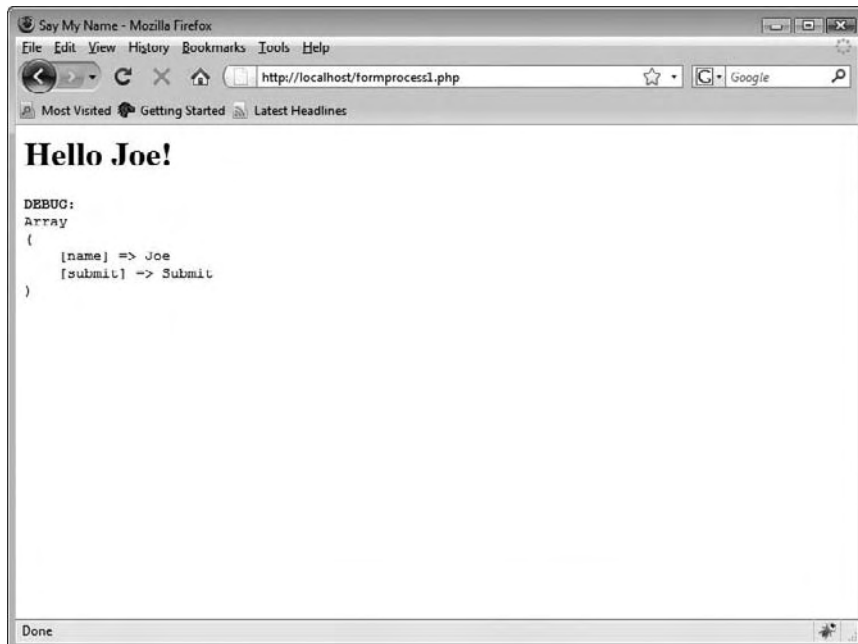 Say My Name - Mozilla Firefox
File Edit View History Bookmarks Tools Help
http://localhost/formprocess1.php
G Google
Most Visited Getting Started Latest Headlines
Hello Joe!
DEBUG:
Array
(
[name] => Joe
[submit] => Submit
)
Done